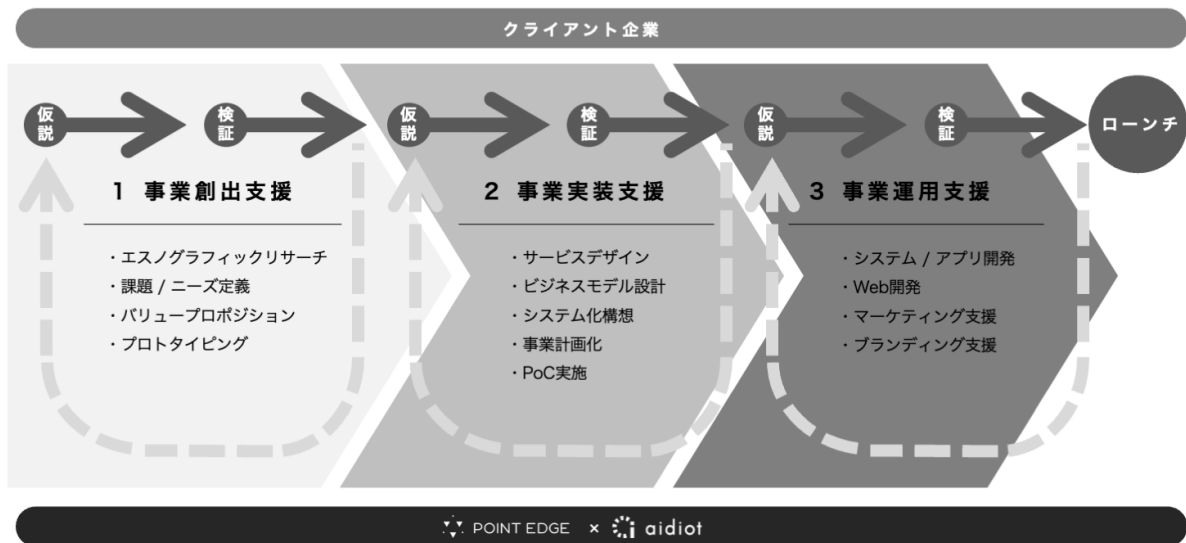 クライアント企業
仮説
検証
仮説
検証
仮説
検証
ローンチ
1 事業創出支援
・エスノグラフィックリサーチ
・課題 / ニーズ定義
・バリュープロポジション
・プロトタイピング
2 事業実装支援
・サービスデザイン
・ビジネスモデル設計
・システム化構想
・事業計画化
・PoC実施
3 事業運用支援
・システム / アプリ開発
・Web開発
・マーケティング支援
・ブランディング支援
POINT EDGE × aidiot